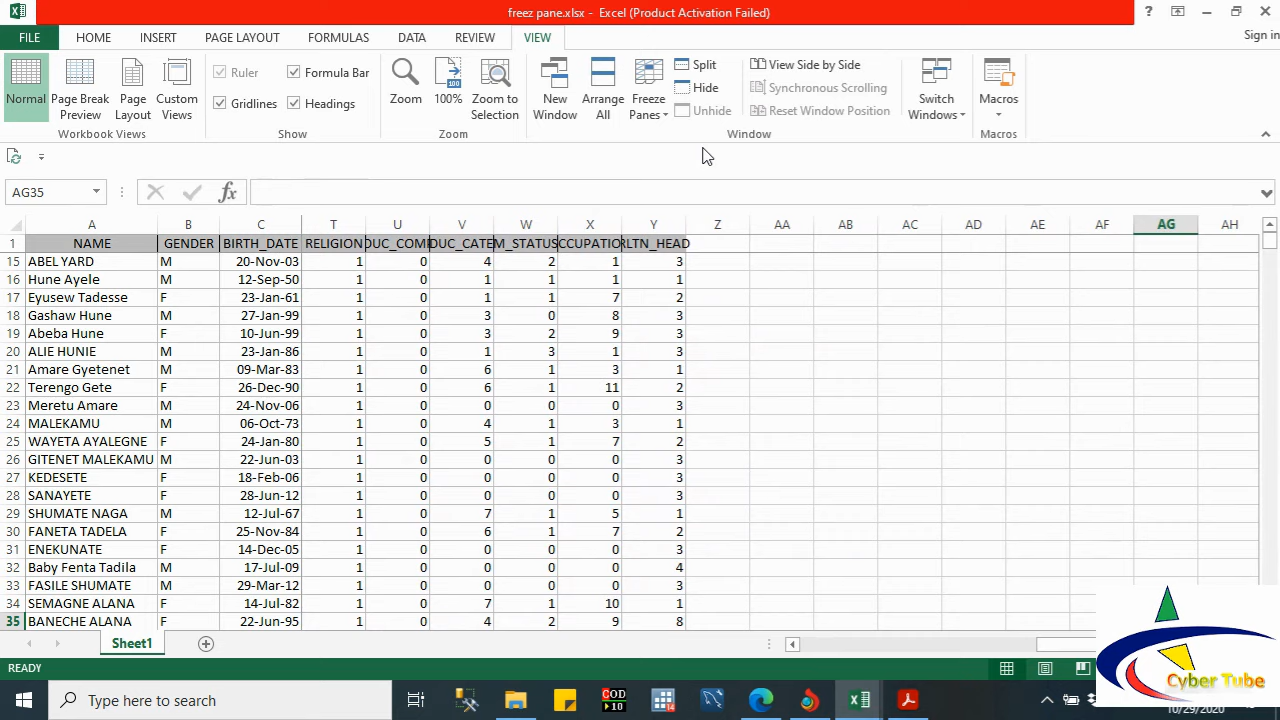 freez pane.xlsx - Excel (Product Activation Failed)
?
FILE HOME INSERT PAGE LAYOUT FORMULAS DATA REVIEW VIEW Sign in
Normal Page Break Preview Page Layout Custom Views
Ruler Formula Bar
Gridlines Headings
Zoom 100% Zoom to Selection
New Window Arrange All Freeze Panes
Split
Hide
Unhide
View Side by Side
Synchronous Scrolling
Reset Window Position
Switch Windows
Macros
Workbook Views Show Zoom Window Macros
AG35 fx
A B C T U V W X Y Z AA AB AC AD AE AF AG AH
1 NAME GENDER BIRTH_DATE RELIGION DUC_COM DUC_CATE M_STATUS CCUPATIO RLTN_HEAD
15 ABEL YARD M 20-Nov-03 1 0 4 2 1 3
16 Hune Ayele M 12-Sep-50 1 0 1 1 1 1
17 Eyusew Tadesse F 23-Jan-61 1 0 1 1 7 2
18 Gashaw Hune M 27-Jan-99 1 0 3 0 8 3
19 Abeba Hune F 10-Jun-99 1 0 3 2 9 3
20 ALIE HUNIE M 23-Jan-86 1 0 1 3 1 3
21 Amare Gyetenet M 09-Mar-83 1 0 6 1 3 1
22 Terengo Gete F 26-Dec-90 1 0 6 1 11 2
23 Meretu Amare M 24-Nov-06 1 0 0 0 0 3
24 MALEKAMU M 06-Oct-73 1 0 4 1 3 1
25 WAYETA AYALEGNE F 24-Jan-80 1 0 5 1 7 2
26 GITENET MALEKAMU M 22-Jun-03 1 0 0 0 0 3
27 KEDESETE F 18-Feb-06 1 0 0 0 0 3
28 SANAYETE F 28-Jun-12 1 0 0 0 0 3
29 SHUMATE NAGA M 12-Jul-67 1 0 7 1 5 1
30 FANETA TADELA F 25-Nov-84 1 0 6 1 7 2
31 ENEKUNATE F 14-Dec-05 1 0 0 0 0 3
32 Baby Fenta Tadila M 17-Jul-09 1 0 0 0 0 4
33 FASILE SHUMATE M 29-Mar-12 1 0 0 0 0 3
34 SEMAGNE ALANA F 14-Jul-82 1 0 7 1 10 1
35 BANECHE ALANA F 22-Jun-95 1 0 4 2 9 8
Sheet1
READY
Cyber Tube
Type here to search
COD
10
10/29/2020